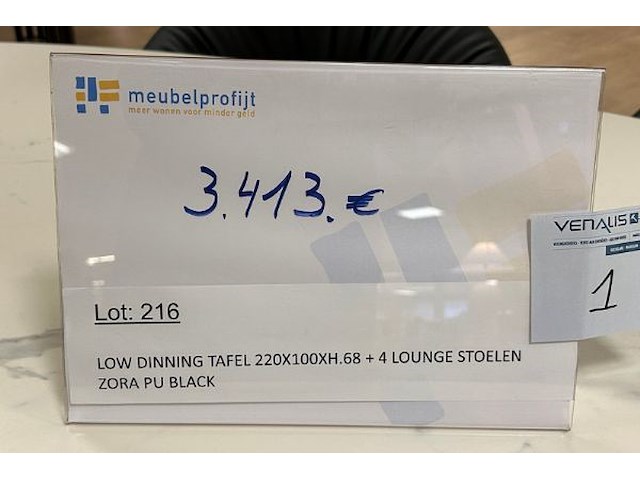 meubelprofijt
meer wonen voor minder geld
3.413.€
VENALIS
1
Lot: 216
LOW DINNING TAFEL 220X100XH.68 + 4 LOUNGE STOELEN
ZORA PU BLACK